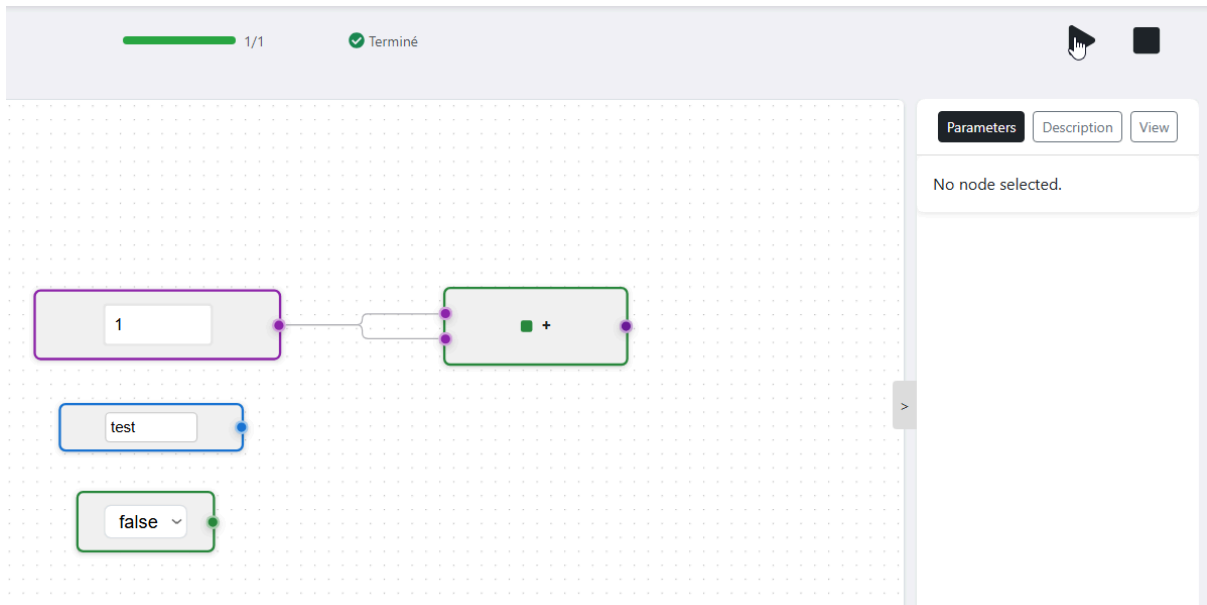 1/1
Terminé
Parameters
Description
View
No node selected.
1
+
test
>
false